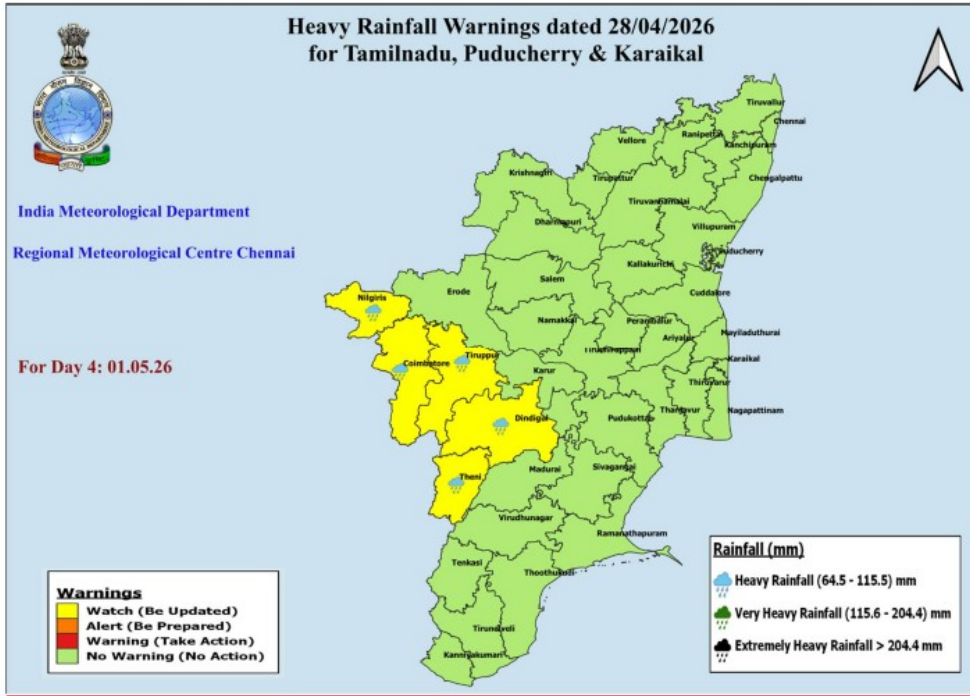 Heavy Rainfall Warnings dated 28/04/2026
for Tamilnadu, Puducherry & Karaikal
India Meteorological Department
Regional Meteorological Centre Chennai
For Day 4: 01.05.26
Tiruvallur
Chennai
Ranipettai
Vellore
Kanchipuram
Chengalpattu
Krishnagiri
Tirupattur
Tiruvannamalai
Dharmapuri
Villupuram
Puducherry
Kallakurichi
Salem
Erode
Cuddalore
Nilgiris
Namakkal
Perambalur
Mayiladuthurai
Ariyalur
Tiruchirappalli
Tiruppur
Coimbatore
Karur
Karaikal
Thiruvarur
Thanjavur
Nagapattinam
Dindigal
Pudukottai
Theni
Madurai
Sivagangai
Virudhunagar
Ramanathapuram
Tenkasi
Thoothukudi
Tirunelveli
Kanniyakumari
Warnings
Watch (Be Updated)
Alert (Be Prepared)
Warning (Take Action)
No Warning (No Action)
Rainfall (mm)
Heavy Rainfall (64.5 - 115.5) mm
Very Heavy Rainfall (115.6 - 204.4) mm
Extremely Heavy Rainfall > 204.4 mm